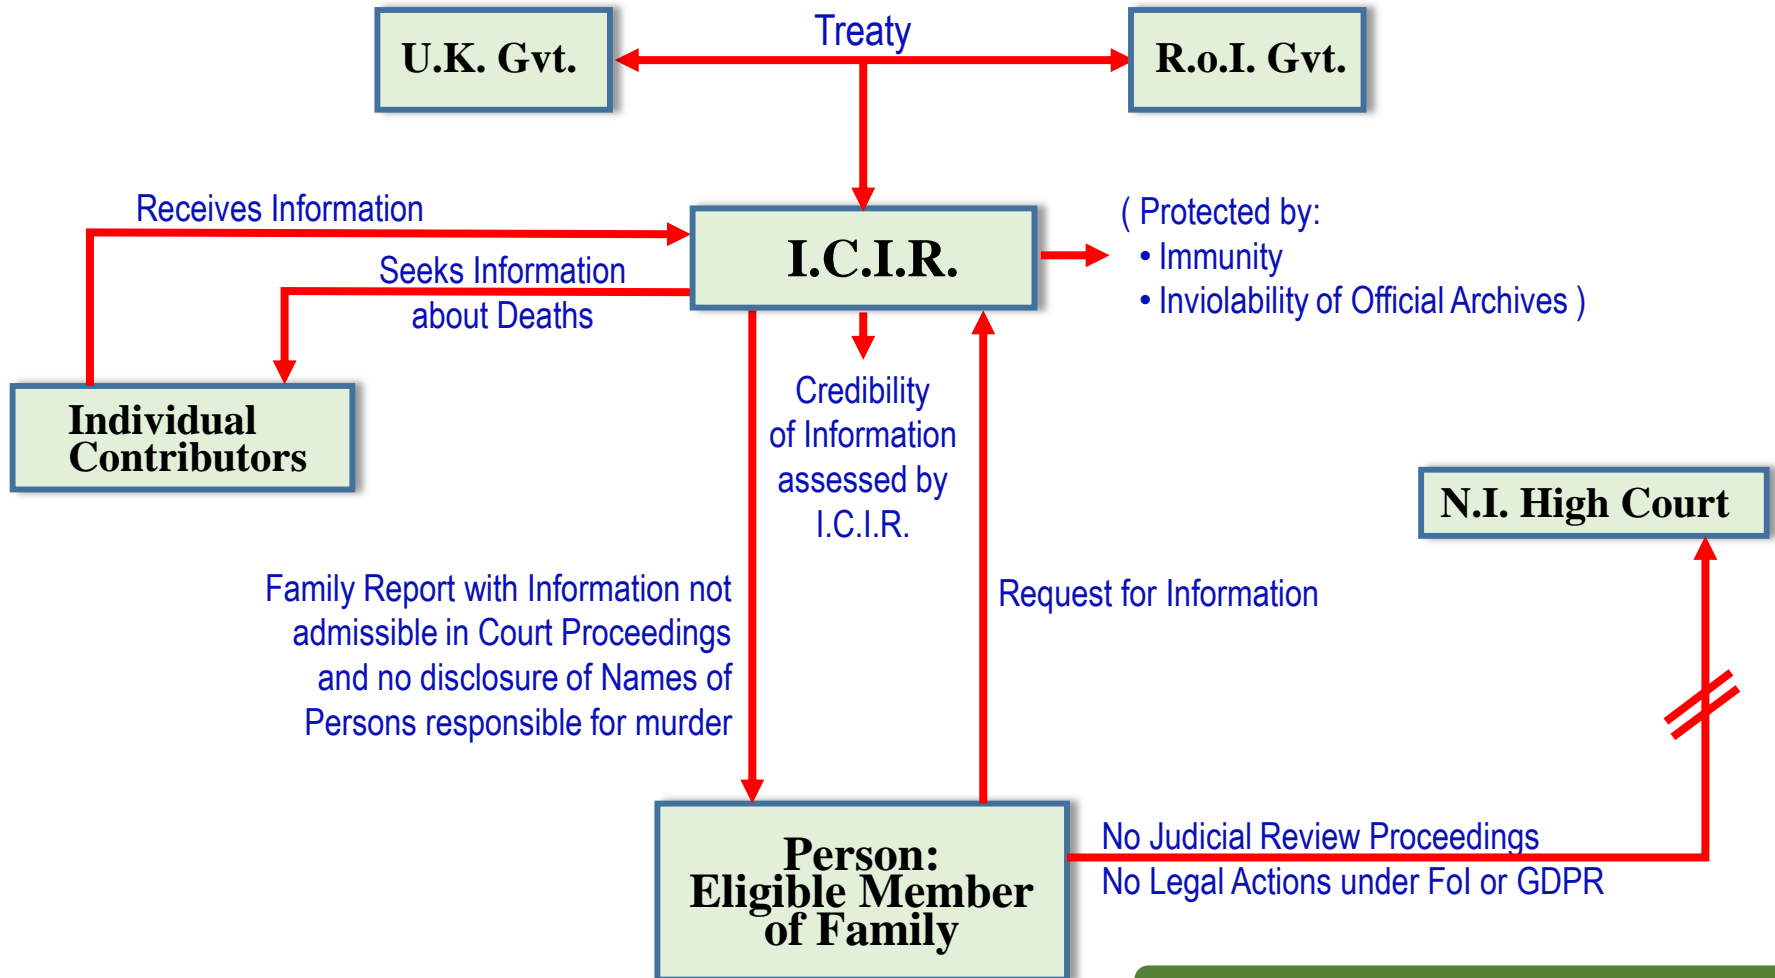 Treaty
U.K. Gvt.
R.o.I. Gvt.
Receives Information
I.C.I.R.
( Protected by:
• Immunity
• Inviolability of Official Archives )
Seeks Information
about Deaths
Individual
Contributors
Credibility
of Information
assessed by
I.C.I.R.
N.I. High Court
Family Report with Information not
admissible in Court Proceedings
and no disclosure of Names of
Persons responsible for murder
Request for Information
Person:
Eligible Member
of Family
No Judicial Review Proceedings
No Legal Actions under FoI or GDPR